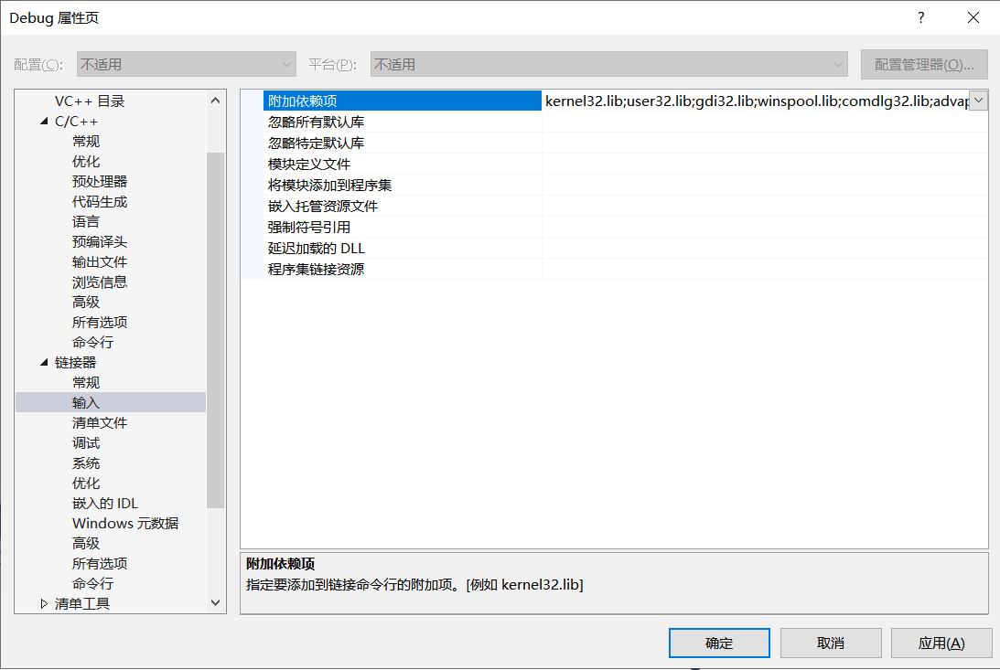 Debug 属性页
?
配置(C):
不适用
平台(P):
不适用
配置管理器(O)...
VC++ 目录
C/C++
常规
优化
预处理器
代码生成
语言
预编译头
输出文件
浏览信息
高级
所有选项
命令行
链接器
常规
输入
清单文件
调试
系统
优化
嵌入的 IDL
Windows 元数据
高级
所有选项
命令行
清单工具
附加依赖项
kernel32.lib;user32.lib;gdi32.lib;winspool.lib;comdlg32.lib;advap
忽略所有默认库
忽略特定默认库
模块定义文件
将模块添加到程序集
嵌入托管资源文件
强制符号引用
延迟加载的 DLL
程序集链接资源
附加依赖项
指定要添加到链接命令行的附加项。[例如 kernel32.lib]
确定
取消
应用(A)